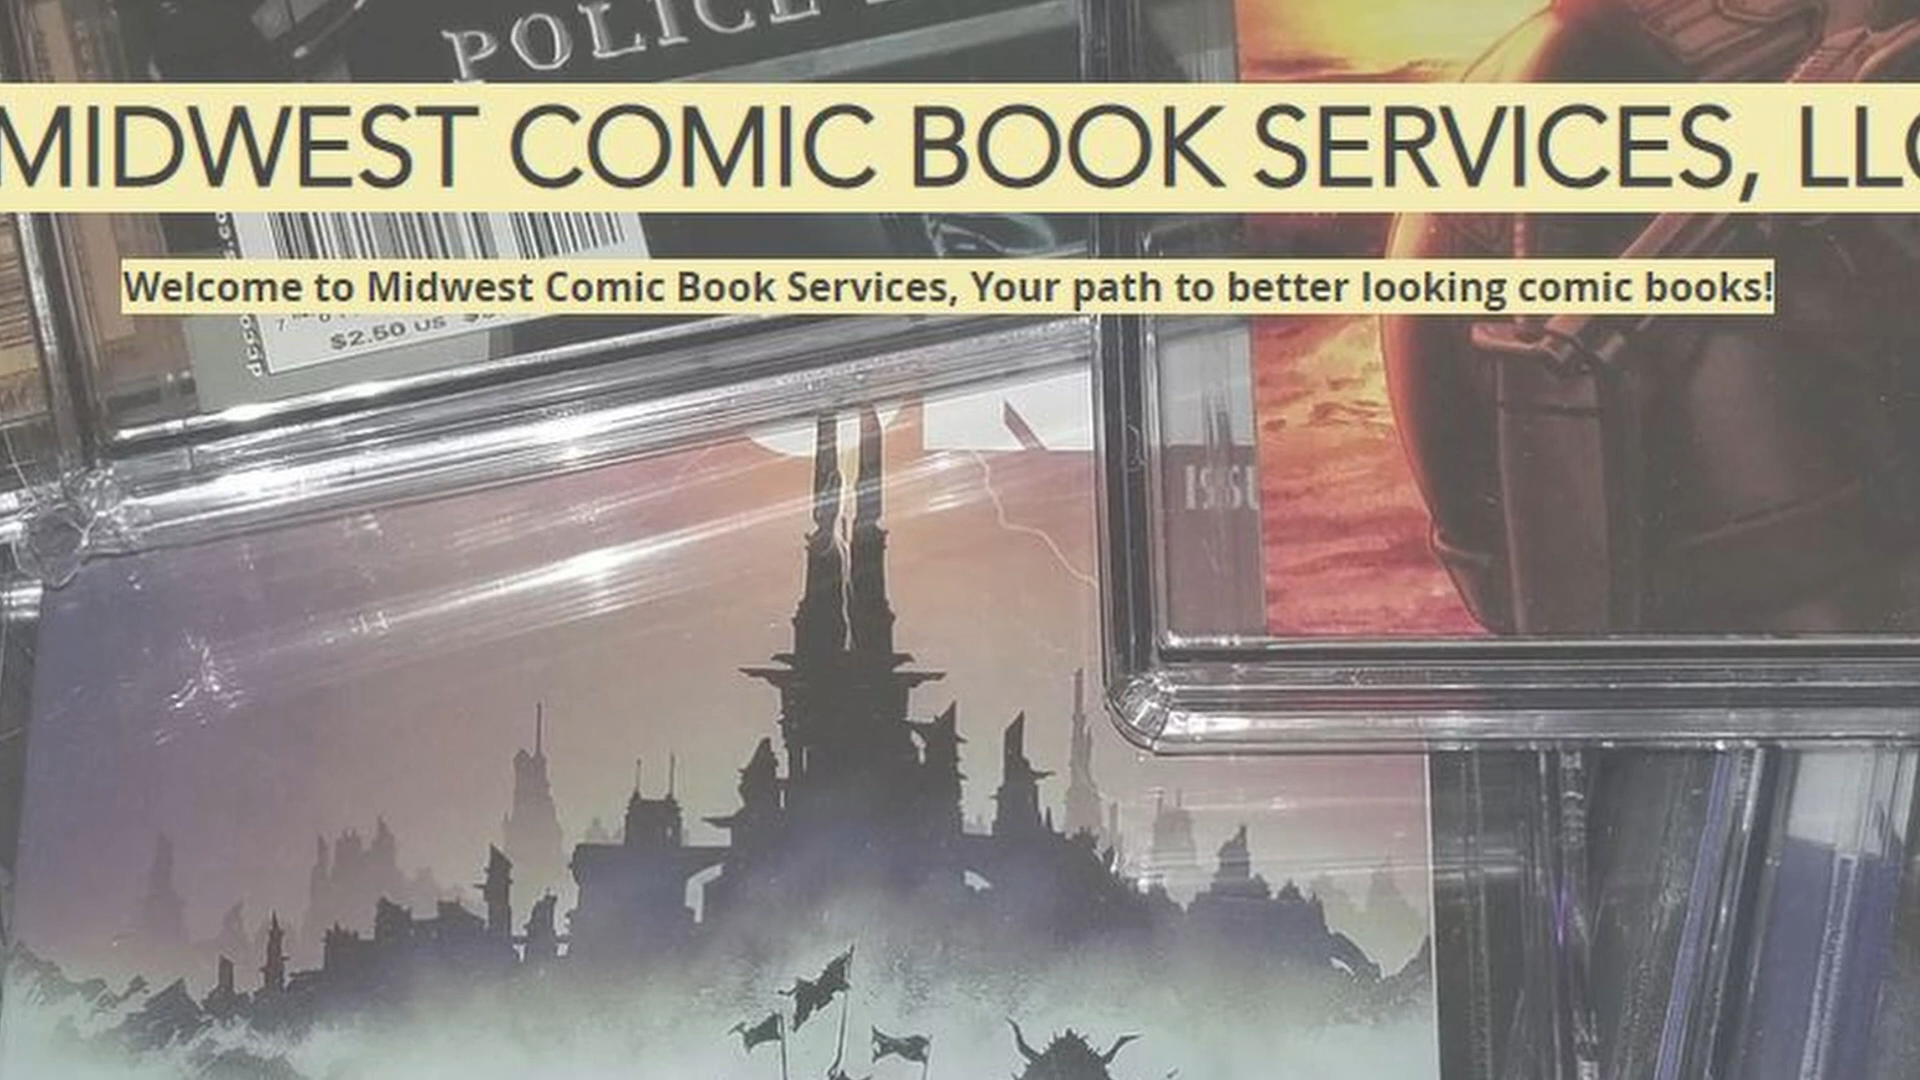 POLICE
MIDWEST COMIC BOOK SERVICES, LLC
Welcome to Midwest Comic Book Services, Your path to better looking comic books!
$2.50 US
ISSU